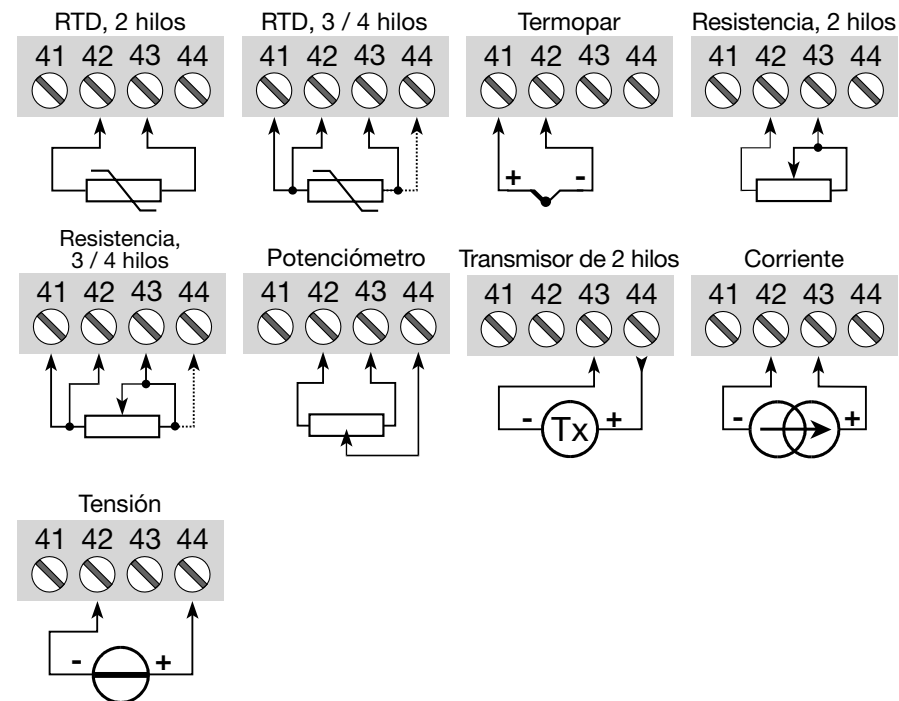 RTD, 2 hilos
41 42 43 44
RTD, 3 / 4 hilos
41 42 43 44
Termopar
41 42 43 44
+ -
Resistencia, 2 hilos
41 42 43 44
Resistencia,
3 / 4 hilos
41 42 43 44
Potenciómetro
41 42 43 44
Transmisor de 2 hilos
41 42 43 44
- Tx +
Corriente
41 42 43 44
- +
Tensión
41 42 43 44
- +